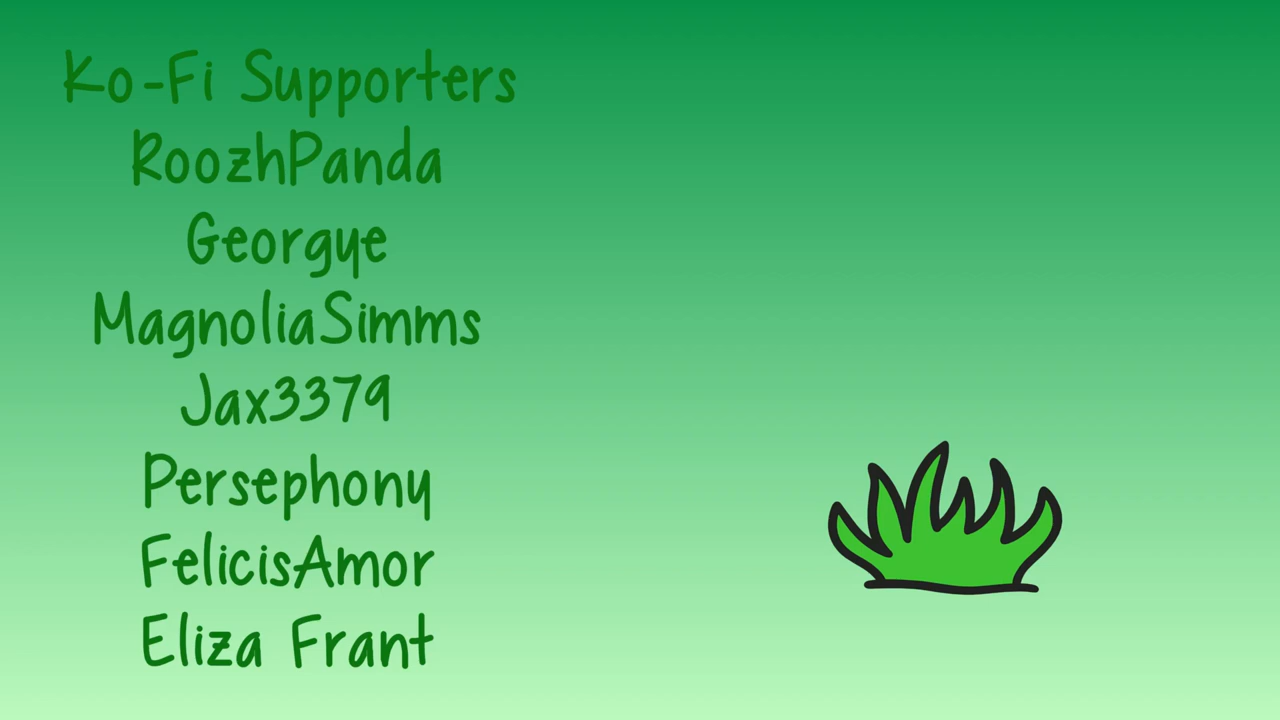 Ko-Fi Supporters
RoozhPanda
Georgye
MagnoliaSimms
Jax3379
Persephony
FelicisAmor
Eliza Frant